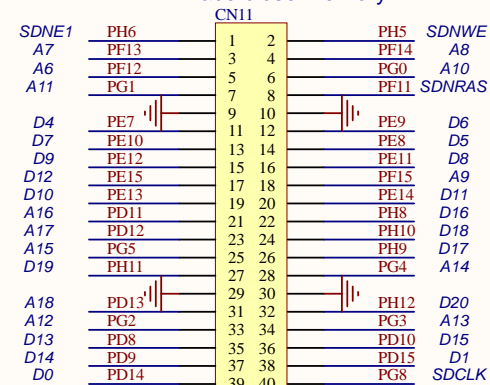 CN11
SDNE1 PH6 1 2 PH5 SDNWE
A7 PF13 3 4 PF14 A8
A6 PF12 5 6 PG0 A10
A11 PG1 7 8 PF11 SDNRAS
9 10
D4 PE7 11 12 PE9 D6
D7 PE10 13 14 PE8 D5
D9 PE12 15 16 PE11 D8
D12 PE15 17 18 PF15 A9
D10 PE13 19 20 PE14 D11
A16 PD11 21 22 PH8 D16
A17 PD12 23 24 PH10 D18
A15 PG5 25 26 PH9 D17
D19 PH11 27 28 PG4 A14
29 30
A18 PD13 31 32 PH12 D20
A12 PG2 33 34 PG3 A13
D13 PD8 35 36 PD10 D15
D14 PD9 37 38 PD15 D1
D0 PD14 39 40 PG8 SDCLK